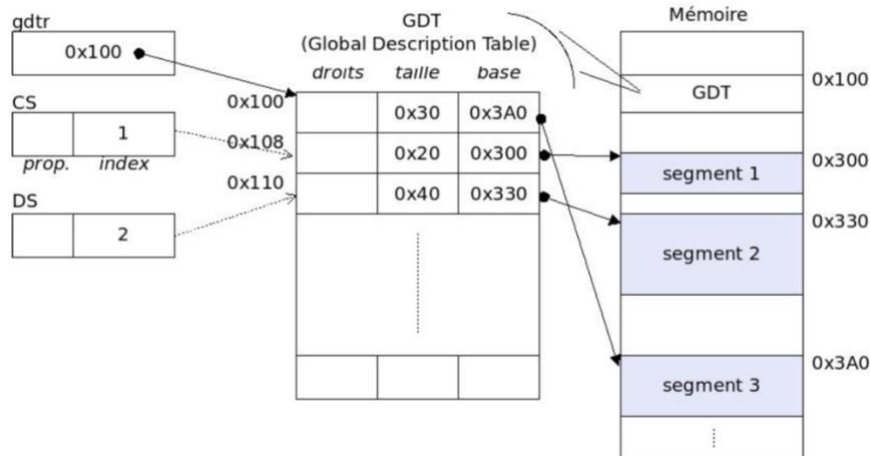 gdtr
0x100
CS
1
prop. index
DS
2
GDT
(Global Description Table)
droits taille base
0x100 0x30 0x3A0
0x108 0x20 0x300
0x110 0x40 0x330
Mémoire
0x100
GDT
0x300
segment 1
0x330
segment 2
0x3A0
segment 3